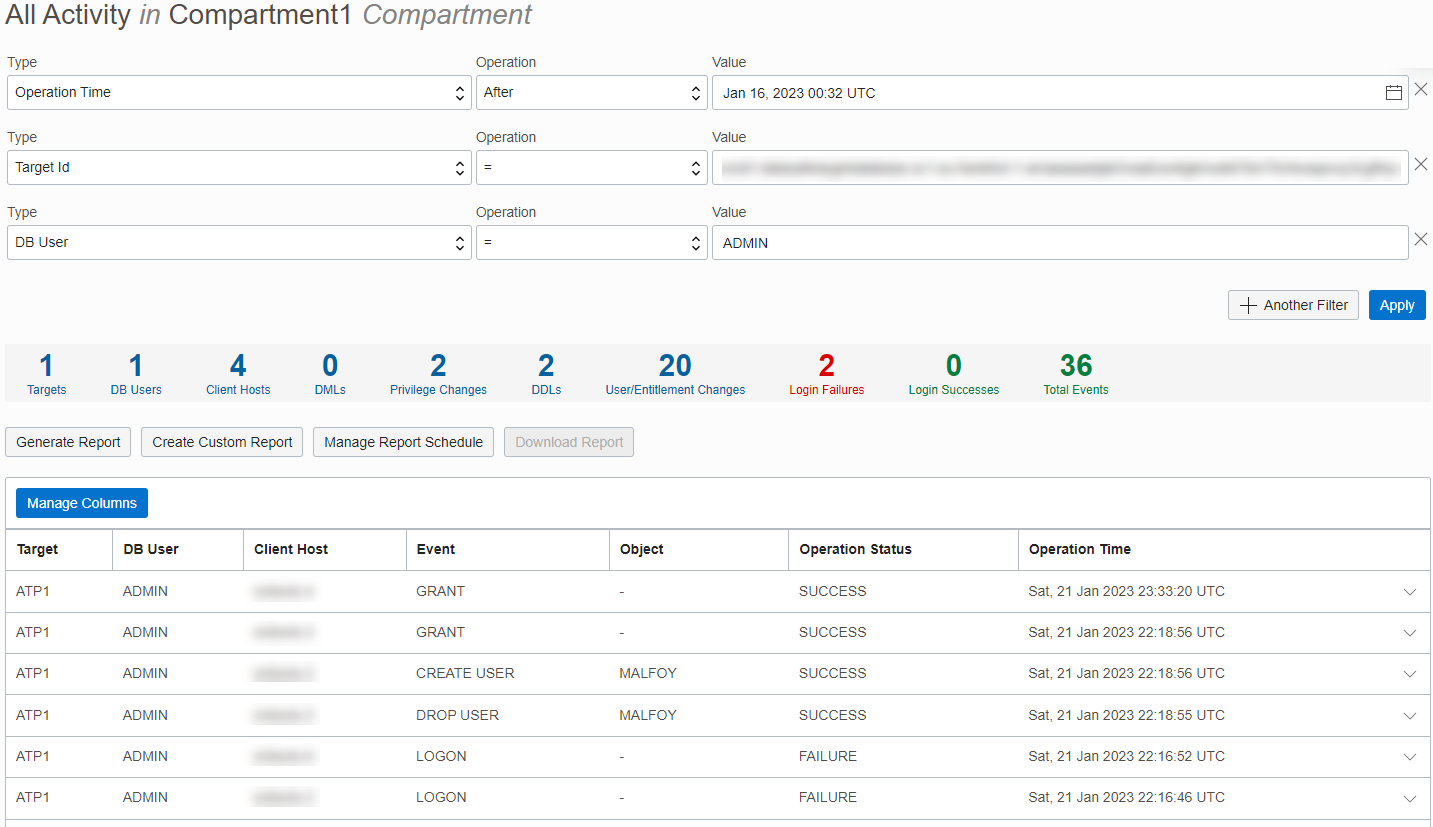 All Activity in Compartment1 Compartment
Type Operation Value
Operation Time After Jan 16, 2023 00:32 UTC
Type Operation Value
Target Id =
Type Operation Value
DB User = ADMIN
Another Filter Apply
1 1 4 0 2 2 20 2 0 36
Targets DB Users Client Hosts DMLs Privilege Changes DDLs User/Entitlement Changes Login Failures Login Successes Total Events
Generate Report Create Custom Report Manage Report Schedule Download Report
Manage Columns
Target DB User Client Host Event Object Operation Status Operation Time
ATP1 ADMIN GRANT - SUCCESS Sat, 21 Jan 2023 23:33:20 UTC
ATP1 ADMIN GRANT - SUCCESS Sat, 21 Jan 2023 22:18:56 UTC
ATP1 ADMIN CREATE USER MALFOY SUCCESS Sat, 21 Jan 2023 22:18:56 UTC
ATP1 ADMIN DROP USER MALFOY SUCCESS Sat, 21 Jan 2023 22:18:55 UTC
ATP1 ADMIN LOGON - FAILURE Sat, 21 Jan 2023 22:16:52 UTC
ATP1 ADMIN LOGON - FAILURE Sat, 21 Jan 2023 22:16:46 UTC